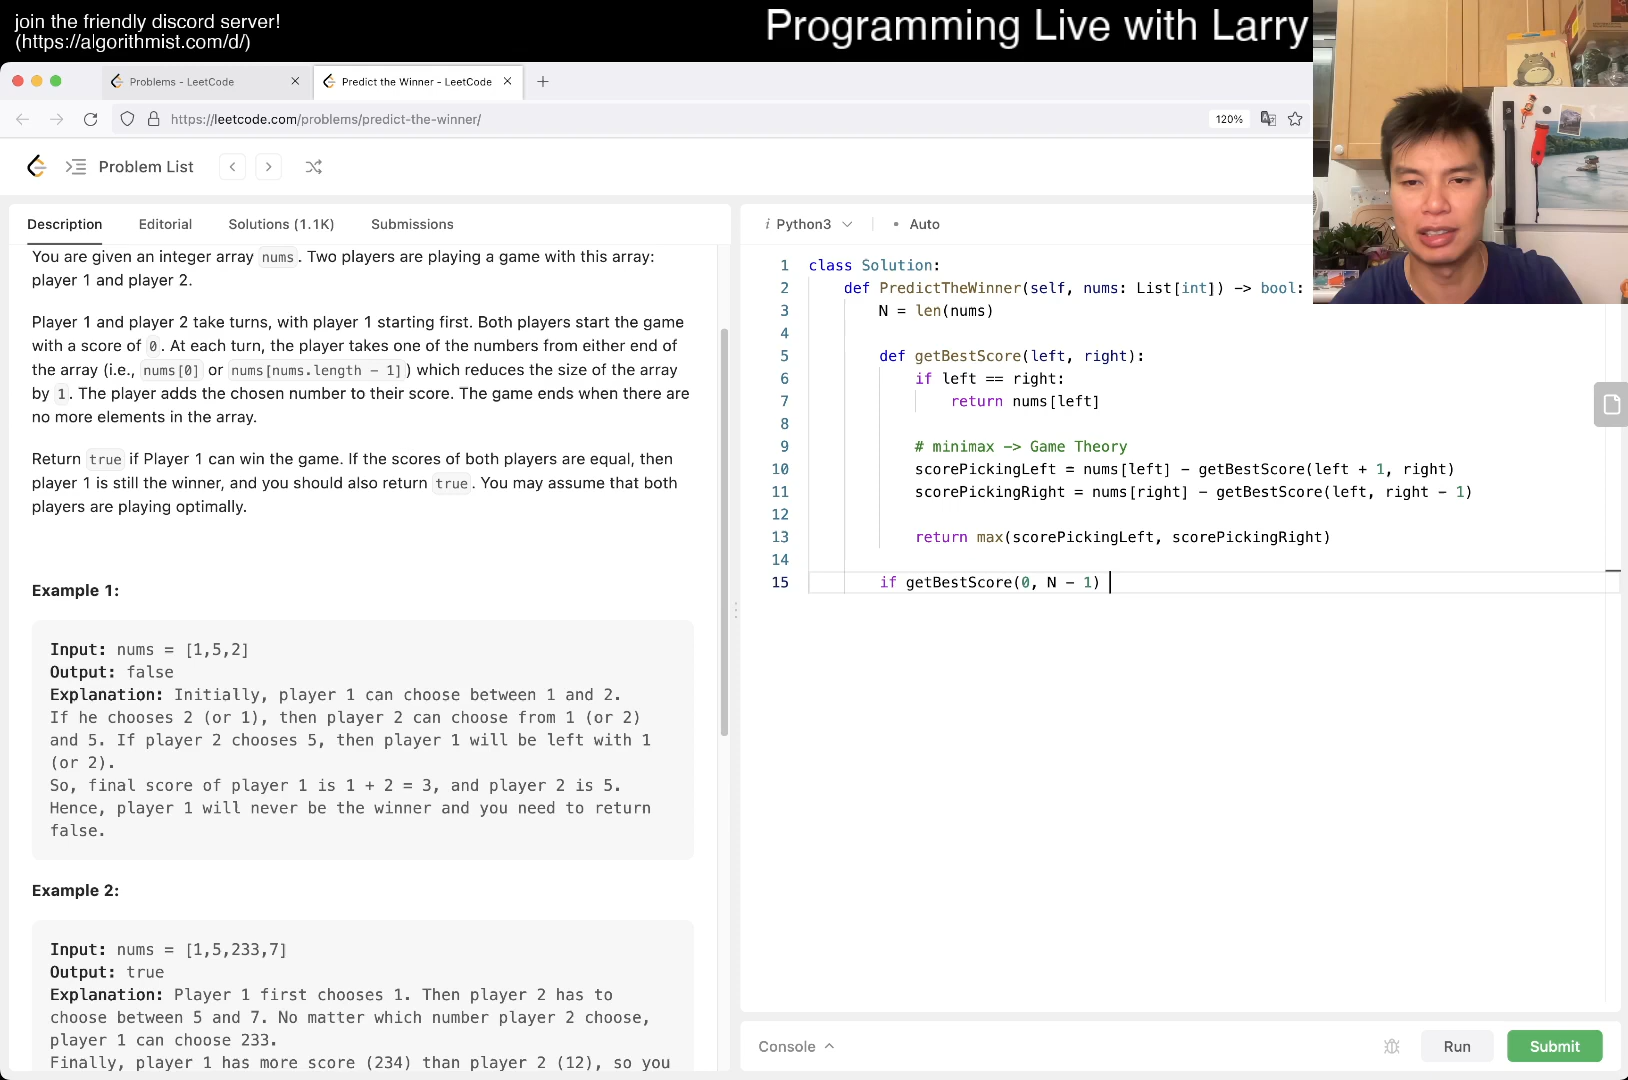 join the friendly discord server!
(https://algorithmist.com/d/)
Programming Live with Larry
Problems - LeetCode
Predict the Winner - LeetCode
https://leetcode.com/problems/predict-the-winner/
120%
Problem List
Description
Editorial
Solutions (1.1K)
Submissions
You are given an integer array nums. Two players are playing a game with this array:
player 1 and player 2.
Player 1 and player 2 take turns, with player 1 starting first. Both players start the game
with a score of 0. At each turn, the player takes one of the numbers from either end of
the array (i.e., nums[0] or nums[nums.length - 1]) which reduces the size of the array
by 1. The player adds the chosen number to their score. The game ends when there are
no more elements in the array.
Return true if Player 1 can win the game. If the scores of both players are equal, then
player 1 is still the winner, and you should also return true. You may assume that both
players are playing optimally.
Example 1:
Input: nums = [1,5,2]
Output: false
Explanation: Initially, player 1 can choose between 1 and 2.
If he chooses 2 (or 1), then player 2 can choose from 1 (or 2)
and 5. If player 2 chooses 5, then player 1 will be left with 1
(or 2).
So, final score of player 1 is 1 + 2 = 3, and player 2 is 5.
Hence, player 1 will never be the winner and you need to return
false.
Example 2:
Input: nums = [1,5,233,7]
Output: true
Explanation: Player 1 first chooses 1. Then player 2 has to
choose between 5 and 7. No matter which number player 2 choose,
player 1 can choose 233.
Finally, player 1 has more score (234) than player 2 (12), so you
i Python3
Auto
1 class Solution:
2 def PredictTheWinner(self, nums: List[int]) -> bool:
3 N = len(nums)
4
5 def getBestScore(left, right):
6 if left == right:
7 return nums[left]
8
9 # minimax -> Game Theory
10 scorePickingLeft = nums[left] - getBestScore(left + 1, right)
11 scorePickingRight = nums[right] - getBestScore(left, right - 1)
12
13 return max(scorePickingLeft, scorePickingRight)
14
15 if getBestScore(0, N - 1)
Console
Run
Submit